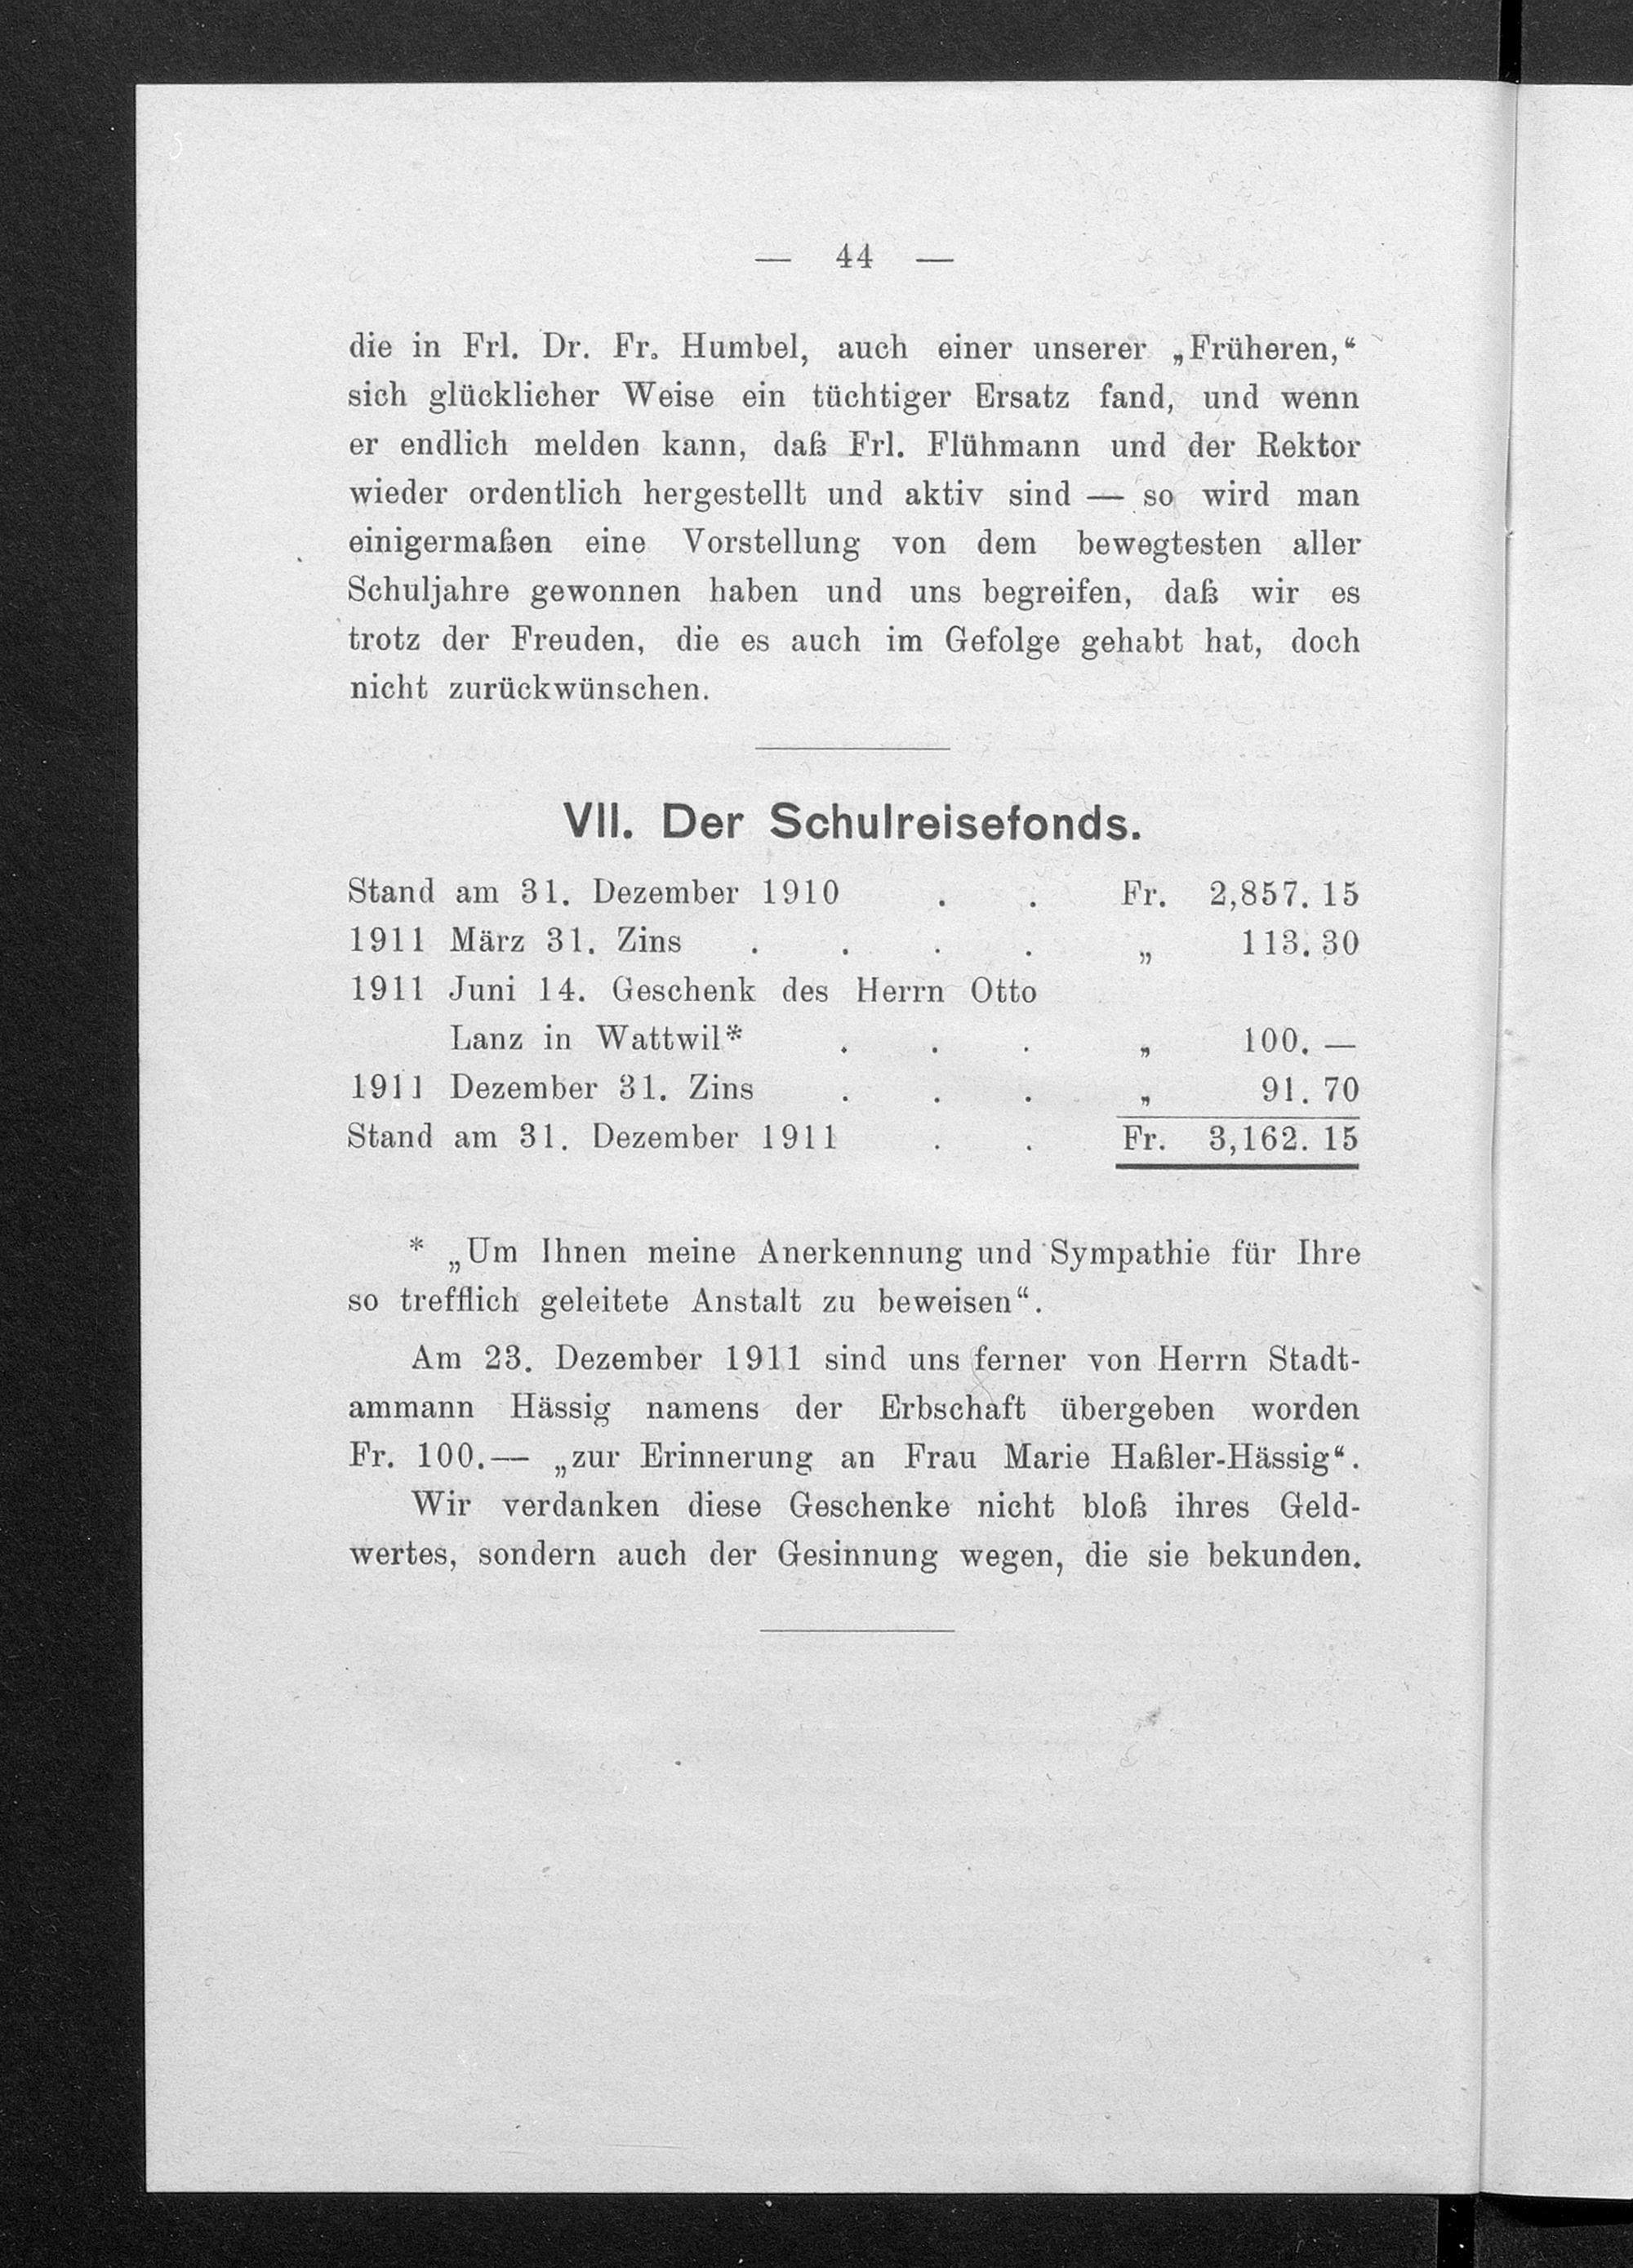 — 44 —
die in Frl. Dr. Fr. Humbel, auch einer unserer „Früheren,“
sich glücklicher Weise ein tüchtiger Ersatz fand, und wenn
er endlich melden kann, daß Frl. Flühmann und der Rektor
wieder ordentlich hergestellt und aktiv sind — so wird man
einigermaßen eine Vorstellung von dem bewegtesten aller
Schuljahre gewonnen haben und uns begreifen, daß wir es
trotz der Freuden, die es auch im Gefolge gehabt hat, doch
nicht zurückwünschen.
VII. Der Schulreisefonds.
Stand am 31. Dezember 1910 . . Fr. 2,857. 15
1911 März 31. Zins . . . . „ 113. 30
1911 Juni 14. Geschenk des Herrn Otto
Lanz in Wattwil* . . . „ 100. —
1911 Dezember 31. Zins . . . „ 91. 70
Stand am 31. Dezember 1911 . . Fr. 3,162. 15
* „Um Ihnen meine Anerkennung und Sympathie für Ihre
so trefflich geleitete Anstalt zu beweisen“.
Am 23. Dezember 1911 sind uns ferner von Herrn Stadt-
ammann Hässig namens der Erbschaft übergeben worden
Fr. 100.— „zur Erinnerung an Frau Marie Haßler-Hässig“.
Wir verdanken diese Geschenke nicht bloß ihres Geld-
wertes, sondern auch der Gesinnung wegen, die sie bekunden.